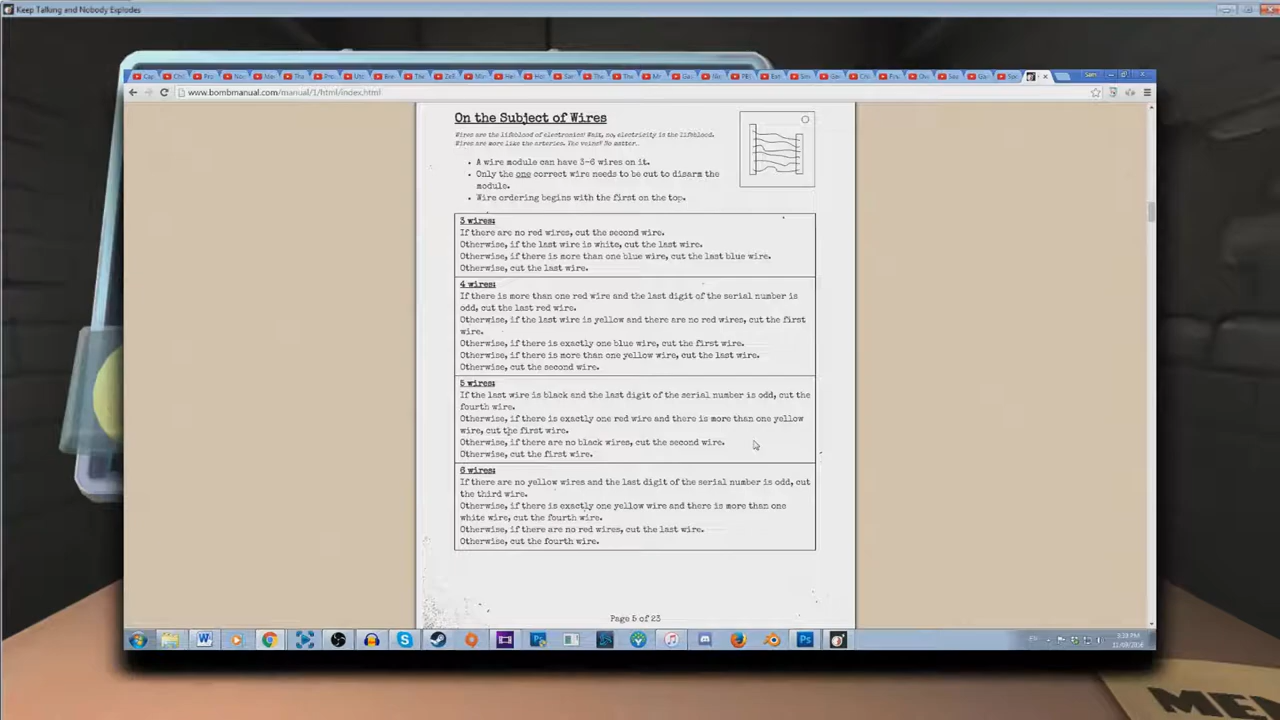 Keep Talking and Nobody Explodes
Sam
www.bombmanual.com/manual/1/html/index.html
On the Subject of Wires
Wires are the lifeblood of electronics! Wait, no, electricity is the lifeblood.
Wires are more like the arteries. The veins? No matter...
A wire module can have 3-6 wires on it.
Only the one correct wire needs to be cut to disarm the
module.
Wire ordering begins with the first on the top.
3 wires:
If there are no red wires, cut the second wire.
Otherwise, if the last wire is white, cut the last wire.
Otherwise, if there is more than one blue wire, cut the last blue wire.
Otherwise, cut the last wire.
4 wires:
If there is more than one red wire and the last digit of the serial number is
odd, cut the last red wire.
Otherwise, if the last wire is yellow and there are no red wires, cut the first
wire.
Otherwise, if there is exactly one blue wire, cut the first wire.
Otherwise, if there is more than one yellow wire, cut the last wire.
Otherwise, cut the second wire.
5 wires:
If the last wire is black and the last digit of the serial number is odd, cut the
fourth wire.
Otherwise, if there is exactly one red wire and there is more than one yellow
wire, cut the first wire.
Otherwise, if there are no black wires, cut the second wire.
Otherwise, cut the first wire.
6 wires:
If there are no yellow wires and the last digit of the serial number is odd, cut
the third wire.
Otherwise, if there is exactly one yellow wire and there is more than one
white wire, cut the fourth wire.
Otherwise, if there are no red wires, cut the last wire.
Otherwise, cut the fourth wire.
Page 5 of 23
EN
3:39 PM